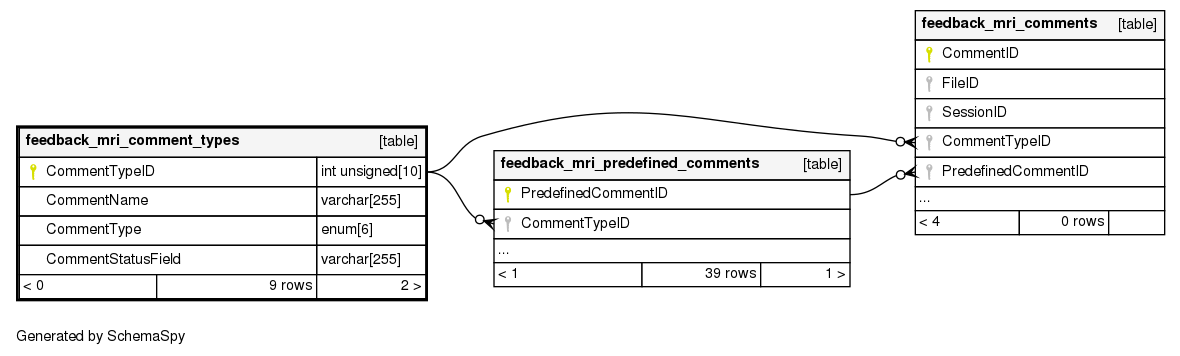 feedback_mri_comments [table]
CommentID
FileID
SessionID
CommentTypeID
PredefinedCommentID
...
< 4 0 rows
feedback_mri_comment_types [table]
CommentTypeID int unsigned[10]
CommentName varchar[255]
CommentType enum[6]
CommentStatusField varchar[255]
< 0 9 rows 2 >
feedback_mri_predefined_comments [table]
PredefinedCommentID
CommentTypeID
...
< 1 39 rows 1 >
Generated by SchemaSpy